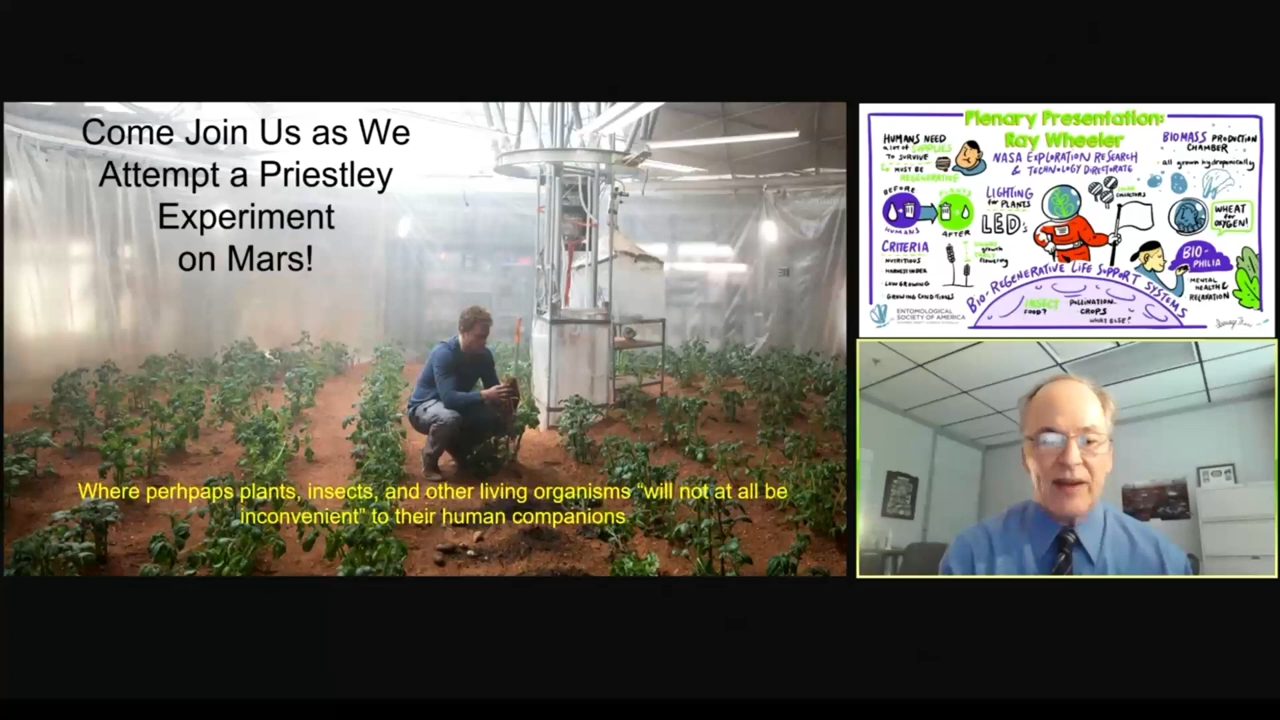 Come Join Us as We
Attempt a Priestley
Experiment
on Mars!
Where perhpaps plants, insects, and other living organisms “will not at all be
inconvenient” to their human companions
Plenary Presentation:
Ray Wheeler
NASA EXPLORATION RESEARCH
& TECHNOLOGY DIRECTORATE
HUMANS NEED
A LOT OF SUPPLIES
TO SURVIVE
MUST BE
REGENERATIVE
BEFORE
HUMANS
PLANTS
AFTER
LIGHTING
for PLANTS
LED's
CRITERIA
NUTRITIOUS
HARVEST INDEX
LOW GROWING
GROWING CONDITIONS
growth
flowering
BIOMASS PRODUCTION
CHAMBER
all grown hydroponically
COLLECTORS
WHEAT
for
OXYGEN!
BIO-
PHILIA
MENTAL
HEALTH &
RELAXATION
BIO-REGENERATIVE LIFE SUPPORT SYSTEMS
INSECT
FOOD?
POLLINATION
CROPS
WHAT ELSE?
ENTOMOLOGICAL
SOCIETY OF AMERICA